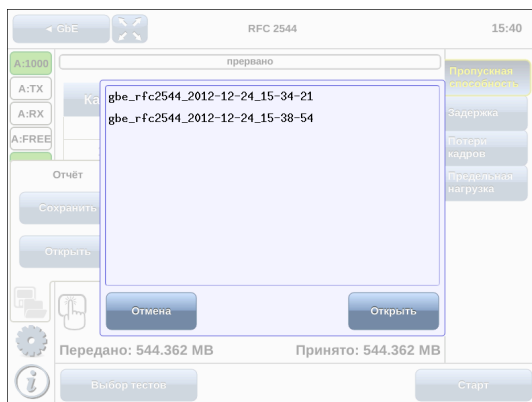 ◄ GbE
RFC 2544
15:40
A:1000
прервано
Пропускная
способность
A:TX
Ка
gbe_rfc2544_2012-12-24_15-34-21
A:RX
gbe_rfc2544_2012-12-24_15-38-54
Задержка
A:FREE
Потери
кадров
Отчёт
Предельная
нагрузка
Сохранить
Открыть
Отмена
Открыть
Передано: 544.362 MB
Принято: 544.362 MB
Выбор тестов
Старт